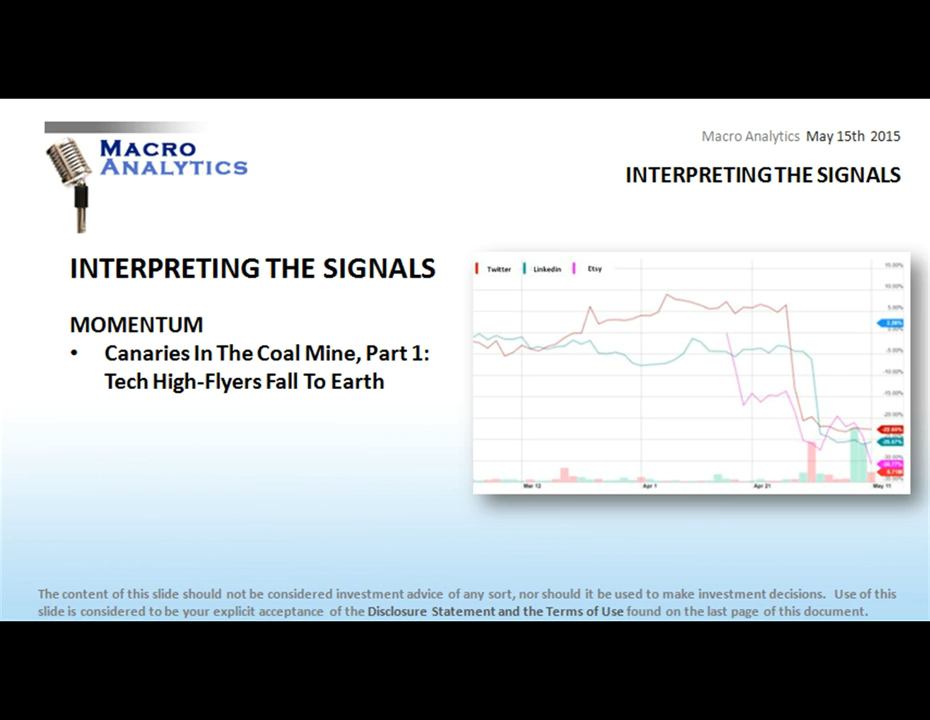 MACRO
ANALYTICS
Macro Analytics May 15th 2015
INTERPRETING THE SIGNALS
INTERPRETING THE SIGNALS
MOMENTUM
• Canaries In The Coal Mine, Part 1:
Tech High-Flyers Fall To Earth
Twitter Linkedin Etsy
15.00%
10.00%
5.00%
0.00%
-5.00%
-10.00%
-15.00%
-20.00%
Mar 12 Apr 1 Apr 21 May 11
The content of this slide should not be considered investment advice of any sort, nor should it be used to make investment decisions. Use of this
slide is considered to be your explicit acceptance of the Disclosure Statement and the Terms of Use found on the last page of this document.